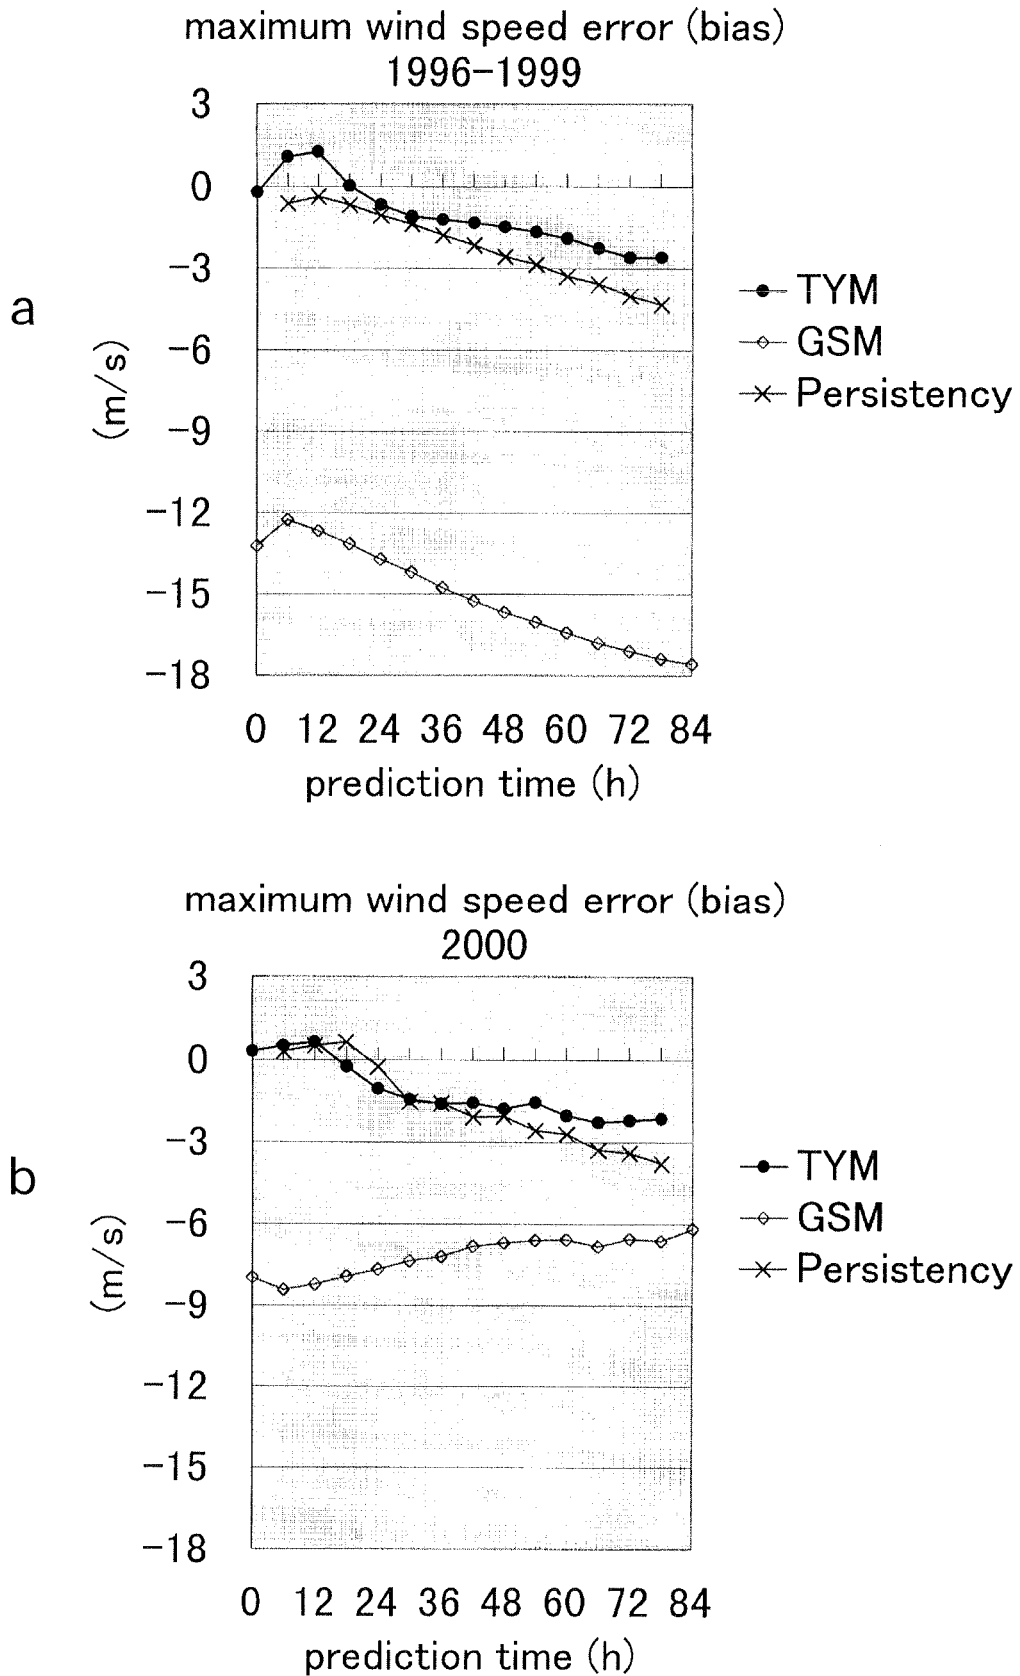 maximum wind speed error (bias)
1996-1999
3
0
-3
-6
-9
-12
-15
-18
(m/s)
a
TYM
GSM
Persistency
0 12 24 36 48 60 72 84
prediction time (h)
maximum wind speed error (bias)
2000
3
0
-3
-6
-9
-12
-15
-18
(m/s)
b
TYM
GSM
Persistency
0 12 24 36 48 60 72 84
prediction time (h)